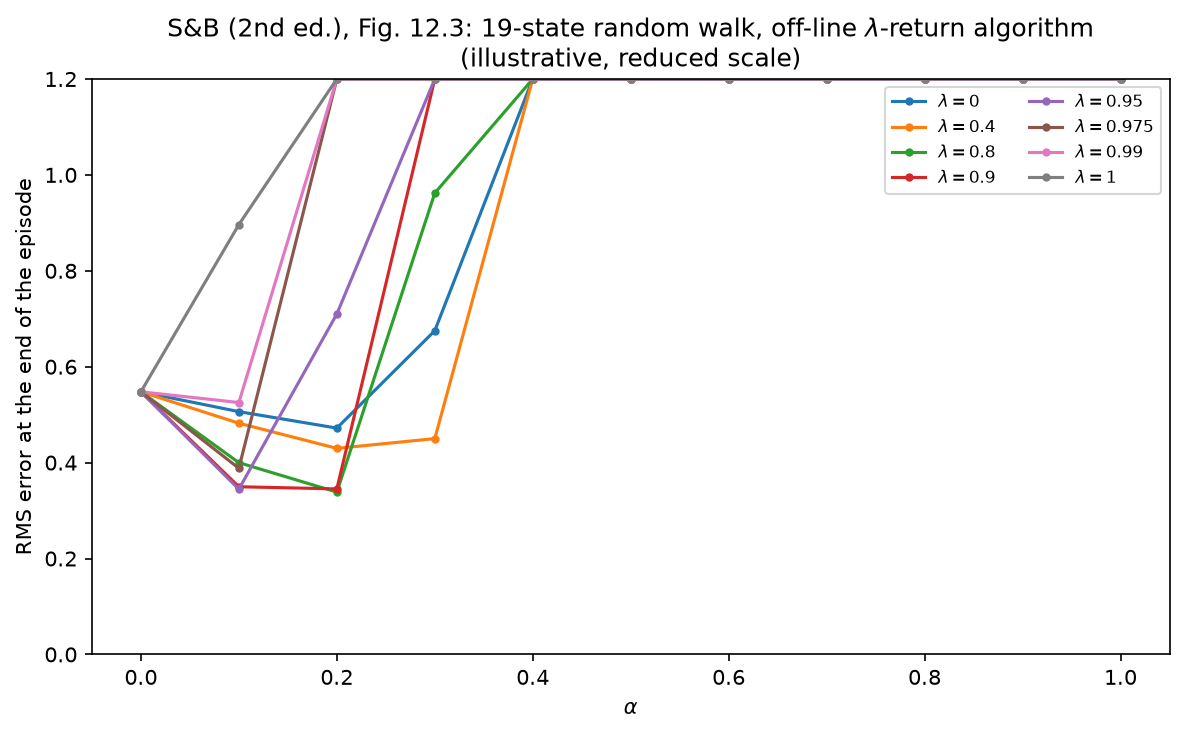 S&B (2nd ed.), Fig. 12.3: 19-state random walk, off-line λ-return algorithm
(illustrative, reduced scale)
RMS error at the end of the episode
1.2
1.0
0.8
0.6
0.4
0.2
0.0
λ = 0
λ = 0.4
λ = 0.8
λ = 0.9
λ = 0.95
λ = 0.975
λ = 0.99
λ = 1
0.0 0.2 0.4 0.6 0.8 1.0
α